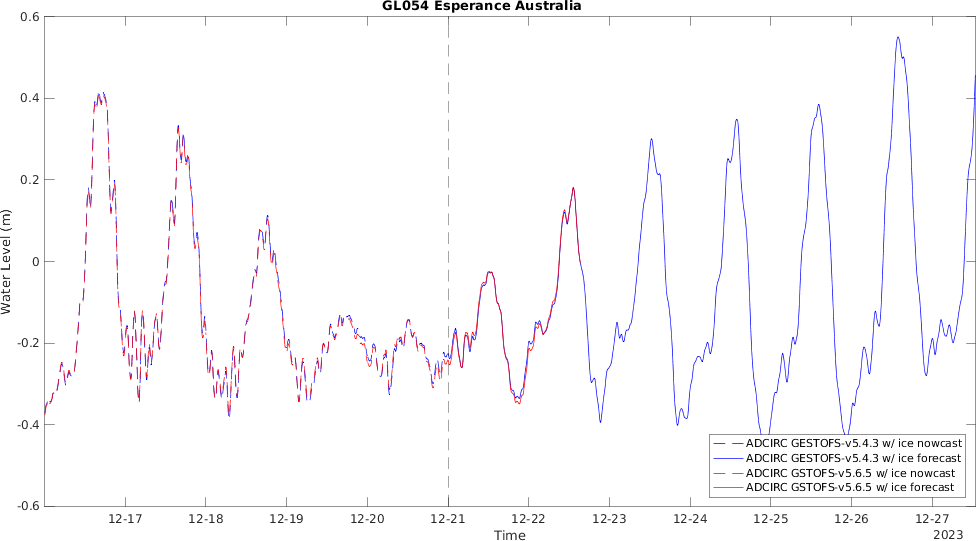 GL054 Esperance Australia
0.6
0.4
0.2
0
-0.2
-0.4
-0.6
Water Level (m)
ADCIRC GESTOFS-v5.4.3 w/ ice nowcast
ADCIRC GESTOFS-v5.4.3 w/ ice forecast
ADCIRC GSTOFS-v5.6.5 w/ ice nowcast
ADCIRC GSTOFS-v5.6.5 w/ ice forecast
12-17 12-18 12-19 12-20 12-21 12-22 12-23 12-24 12-25 12-26 12-27
Time
2023